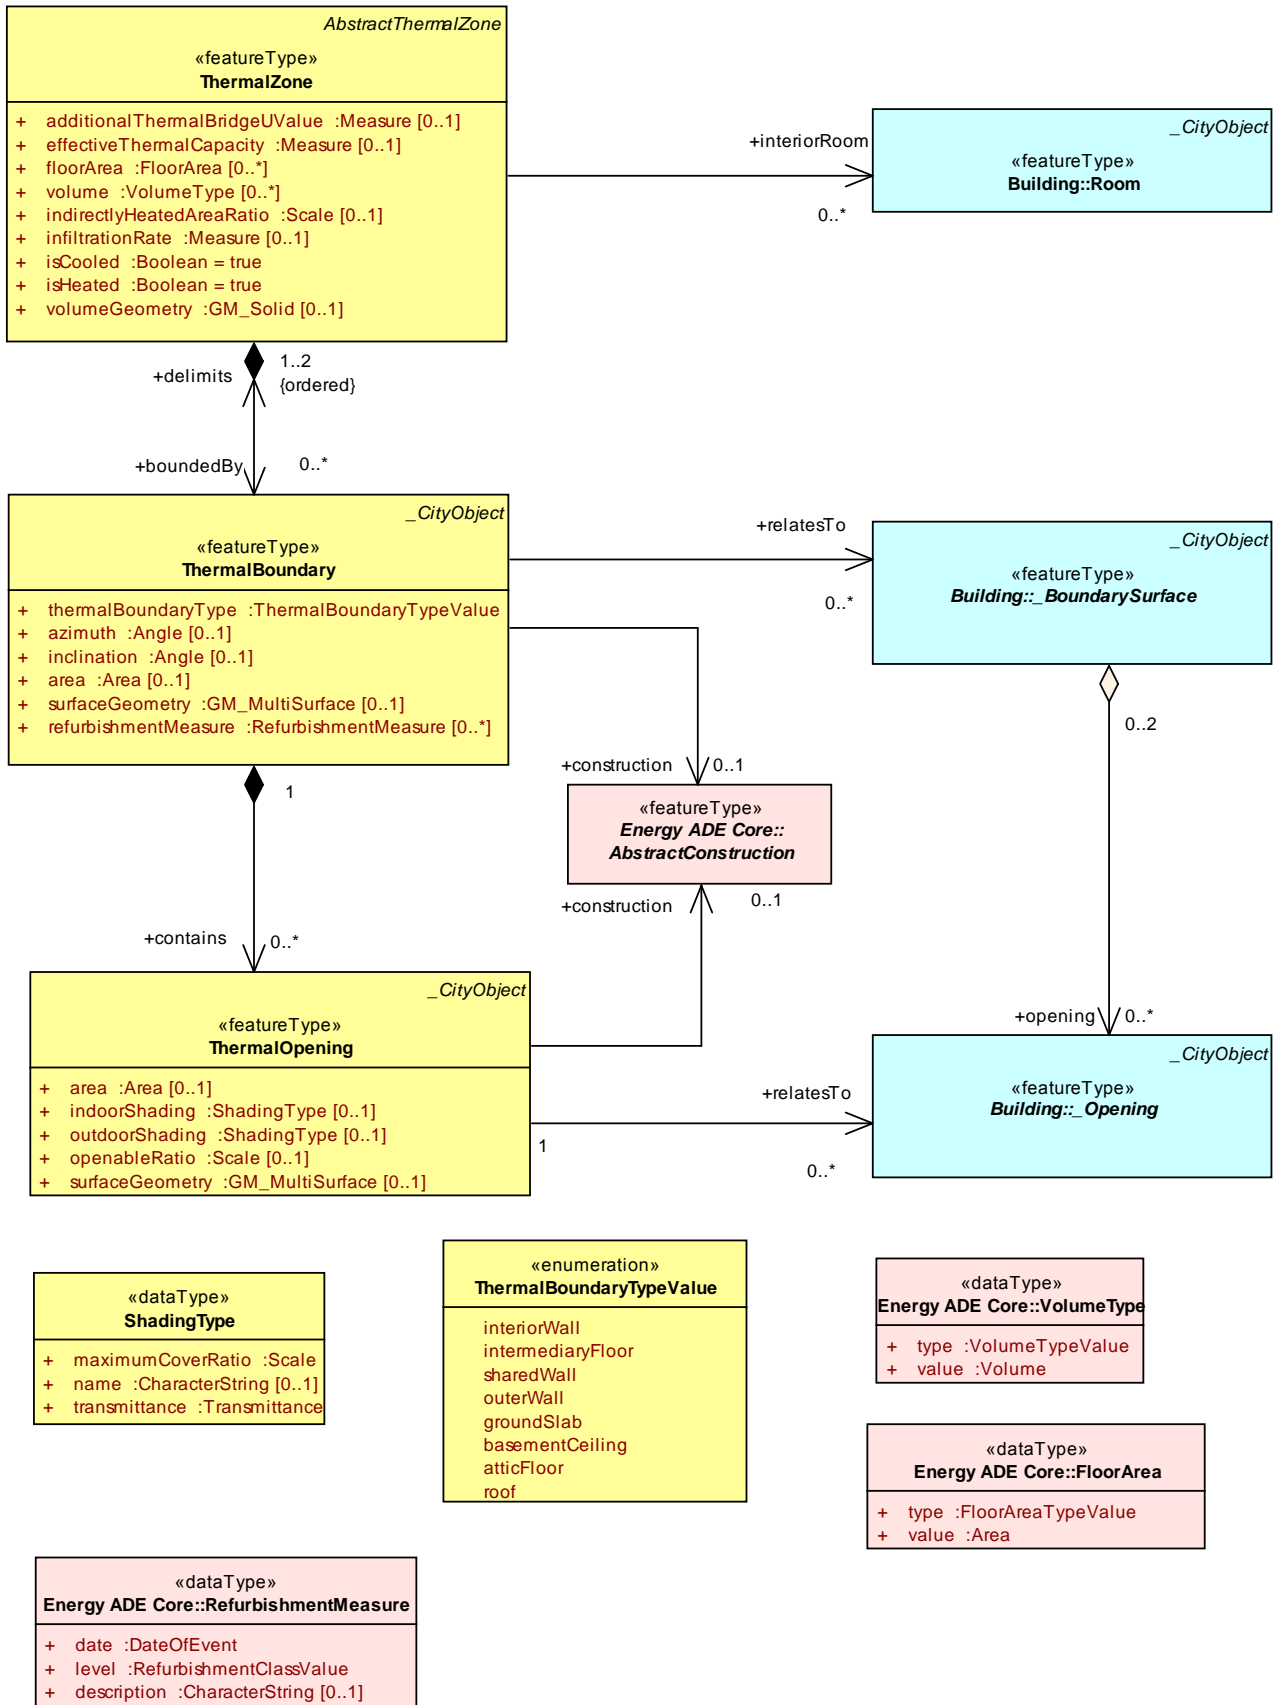 AbstractThermalZone
«featureType»
ThermalZone
+ additionalThermalBridgeUValue :Measure [0..1]
+ effectiveThermalCapacity :Measure [0..1]
+ floorArea :FloorArea [0..*]
+ volume :VolumeType [0..*]
+ indirectlyHeatedAreaRatio :Scale [0..1]
+ infiltrationRate :Measure [0..1]
+ isCooled :Boolean = true
+ isHeated :Boolean = true
+ volumeGeometry :GM_Solid [0..1]
+interiorRoom
0..*
_CityObject
«featureType»
Building::Room
+delimits
1..2
{ordered}
+boundedBy
0..*
_CityObject
«featureType»
ThermalBoundary
+ thermalBoundaryType :ThermalBoundaryTypeValue
+ azimuth :Angle [0..1]
+ inclination :Angle [0..1]
+ area :Area [0..1]
+ surfaceGeometry :GM_MultiSurface [0..1]
+ refurbishmentMeasure :RefurbishmentMeasure [0..*]
+relatesTo
0..*
_CityObject
«featureType»
Building::_BoundarySurface
0..2
1
+construction
0..1
«featureType»
Energy ADE Core::
AbstractConstruction
+construction
0..1
+contains
0..*
_CityObject
«featureType»
ThermalOpening
+ area :Area [0..1]
+ indoorShading :ShadingType [0..1]
+ outdoorShading :ShadingType [0..1]
+ openableRatio :Scale [0..1]
+ surfaceGeometry :GM_MultiSurface [0..1]
+relatesTo
1
0..*
+opening
0..*
_CityObject
«featureType»
Building::_Opening
«dataType»
ShadingType
+ maximumCoverRatio :Scale
+ name :CharacterString [0..1]
+ transmittance :Transmittance
«enumeration»
ThermalBoundaryTypeValue
interiorWall
intermediaryFloor
sharedWall
outerWall
groundSlab
basementCeiling
atticFloor
roof
«dataType»
Energy ADE Core::VolumeType
+ type :VolumeTypeValue
+ value :Volume
«dataType»
Energy ADE Core::FloorArea
+ type :FloorAreaTypeValue
+ value :Area
«dataType»
Energy ADE Core::RefurbishmentMeasure
+ date :DateOfEvent
+ level :RefurbishmentClassValue
+ description :CharacterString [0..1]